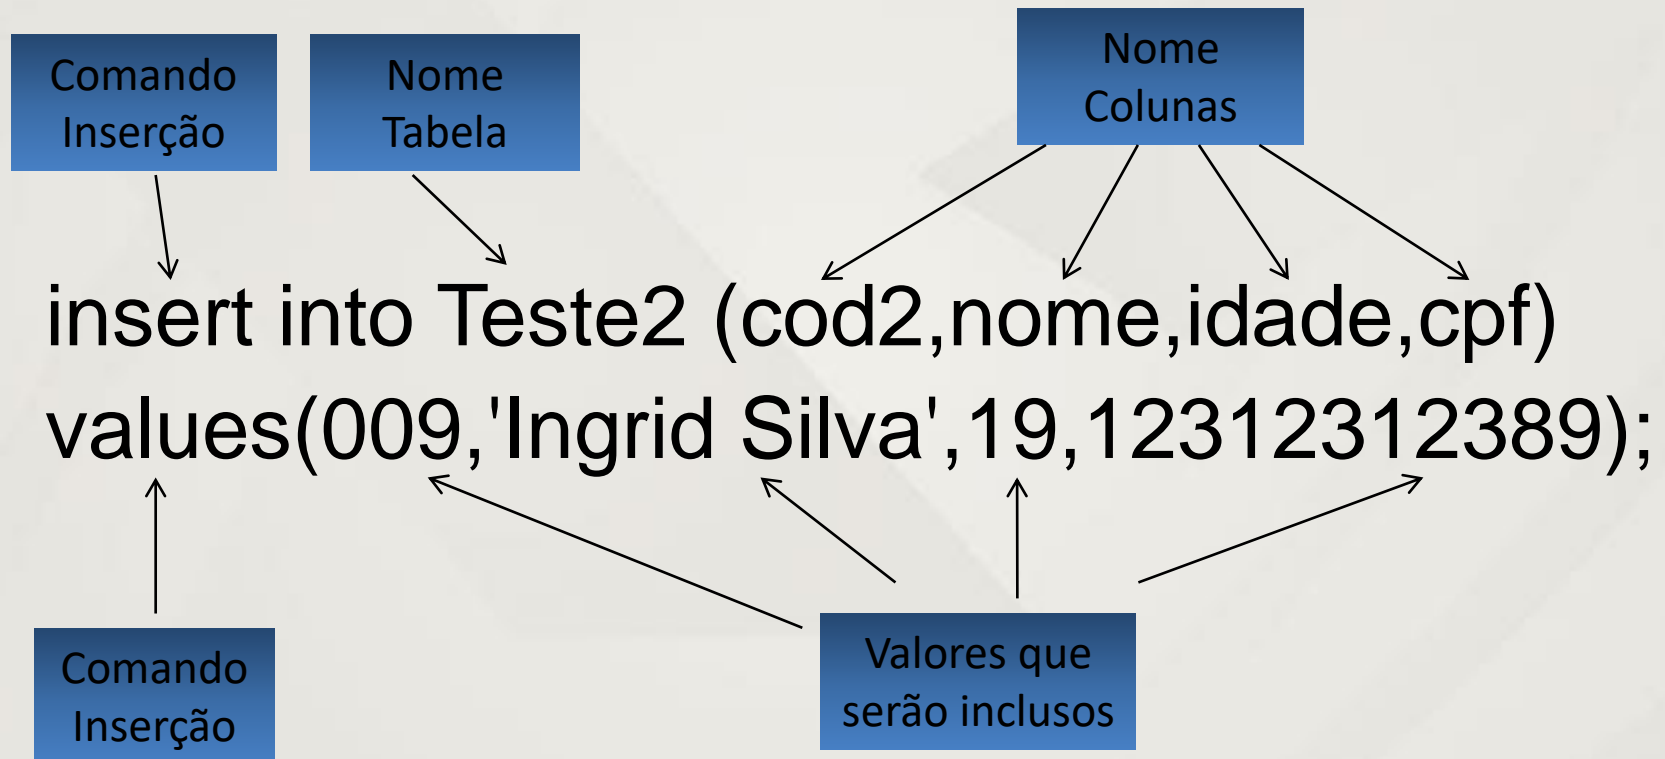 Comando
Inserção
Nome
Tabela
Nome
Colunas
insert into Teste2 (cod2,nome,idade,cpf)
values(009,'Ingrid Silva',19,12312312389);
Comando
Inserção
Valores que
serão inclusos